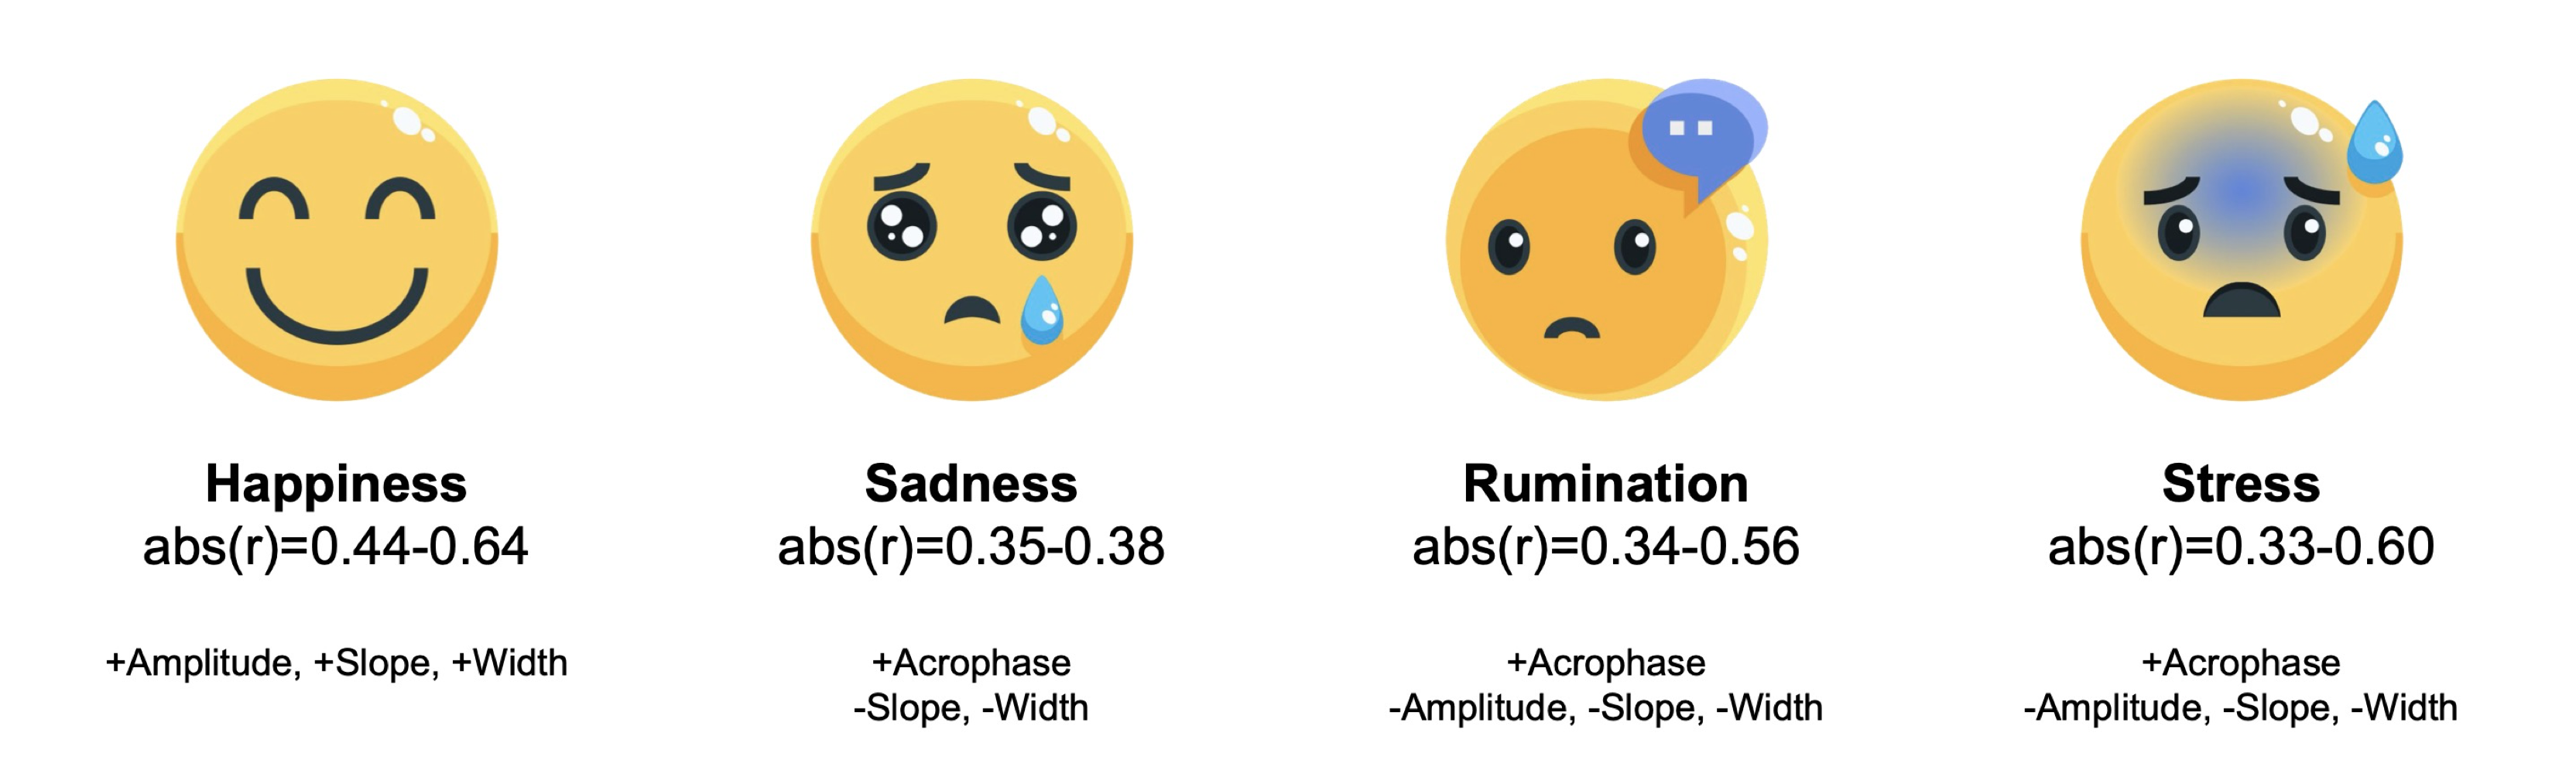 Happiness
abs(r)=0.44-0.64
+Amplitude, +Slope, +Width
Sadness
abs(r)=0.35-0.38
+Acrophase
-Slope, -Width
Rumination
abs(r)=0.34-0.56
+Acrophase
-Amplitude, -Slope, -Width
Stress
abs(r)=0.33-0.60
+Acrophase
-Amplitude, -Slope, -Width